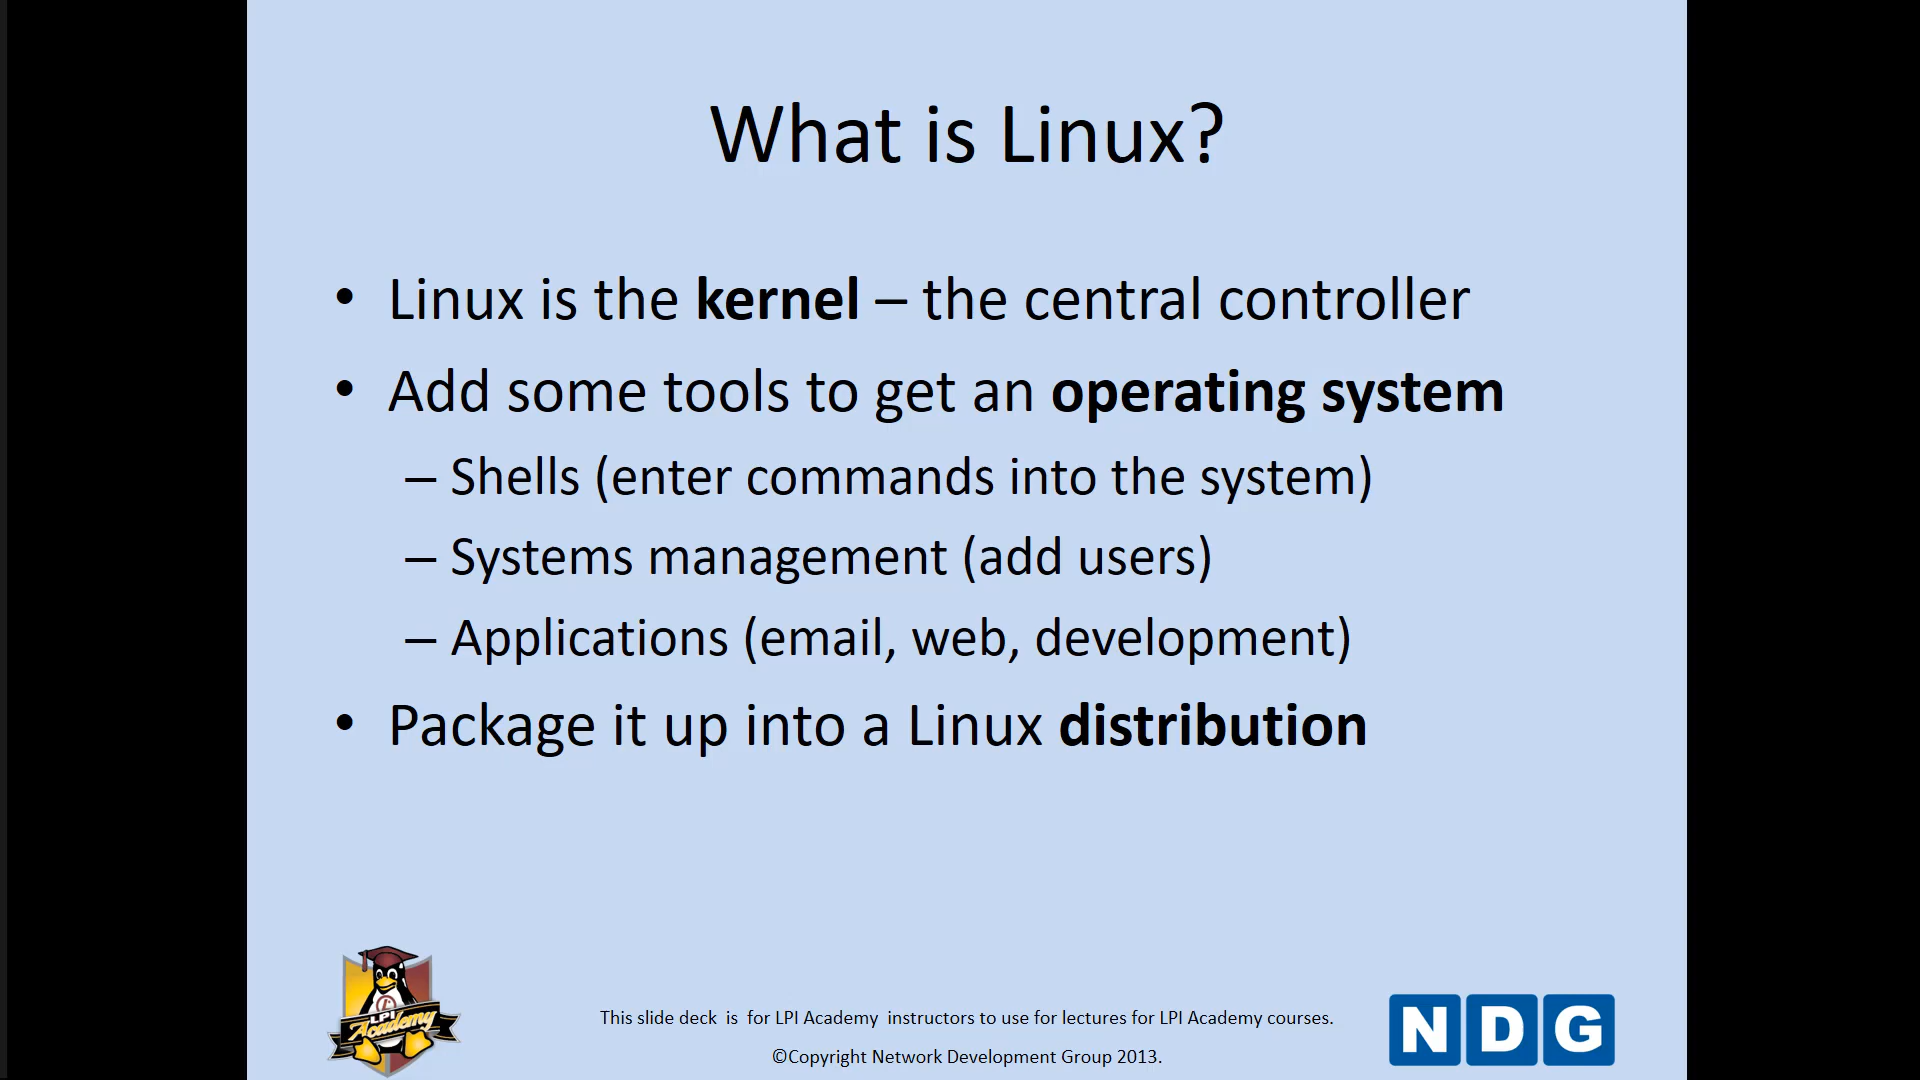 What is Linux?
• Linux is the kernel – the central controller
• Add some tools to get an operating system
– Shells (enter commands into the system)
– Systems management (add users)
– Applications (email, web, development)
• Package it up into a Linux distribution
LPI
Academy
This slide deck is for LPI Academy instructors to use for lectures for LPI Academy courses.
©Copyright Network Development Group 2013.
NDG